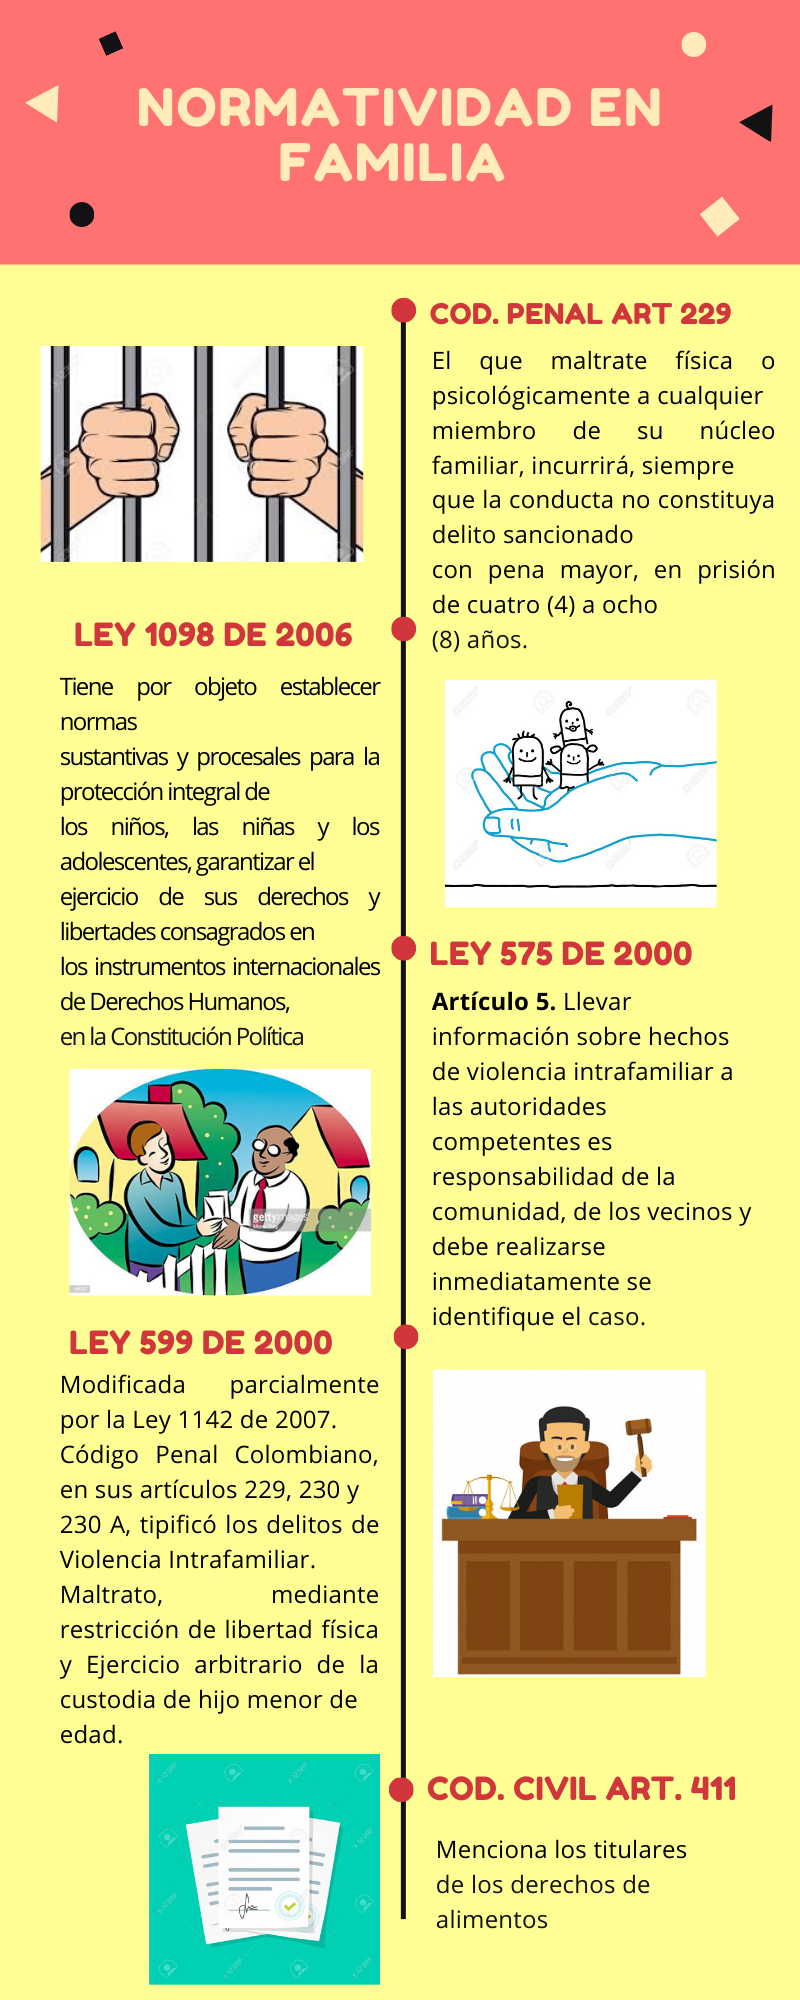 NORMATIVIDAD EN
FAMILIA
COD. PENAL ART 229
El que maltrate física o
psicológicamente a cualquier
miembro de su núcleo
familiar, incurrirá, siempre
que la conducta no constituya
delito sancionado
con pena mayor, en prisión
de cuatro (4) a ocho
(8) años.
LEY 1098 DE 2006
Tiene por objeto establecer
normas
sustantivas y procesales para la
protección integral de
los niños, las niñas y los
adolescentes, garantizar el
ejercicio de sus derechos y
libertades consagrados en
los instrumentos internacionales
de Derechos Humanos,
en la Constitución Política
LEY 575 DE 2000
Artículo 5. Llevar
información sobre hechos
de violencia intrafamiliar a
las autoridades
competentes es
responsabilidad de la
comunidad, de los vecinos y
debe realizarse
inmediatamente se
identifique el caso.
gettyimages
LEY 599 DE 2000
Modificada parcialmente
por la Ley 1142 de 2007.
Código Penal Colombiano,
en sus artículos 229, 230 y
230 A, tipificó los delitos de
Violencia Intrafamiliar.
Maltrato, mediante
restricción de libertad física
y Ejercicio arbitrario de la
custodia de hijo menor de
edad.
COD. CIVIL ART. 411
Menciona los titulares
de los derechos de
alimentos